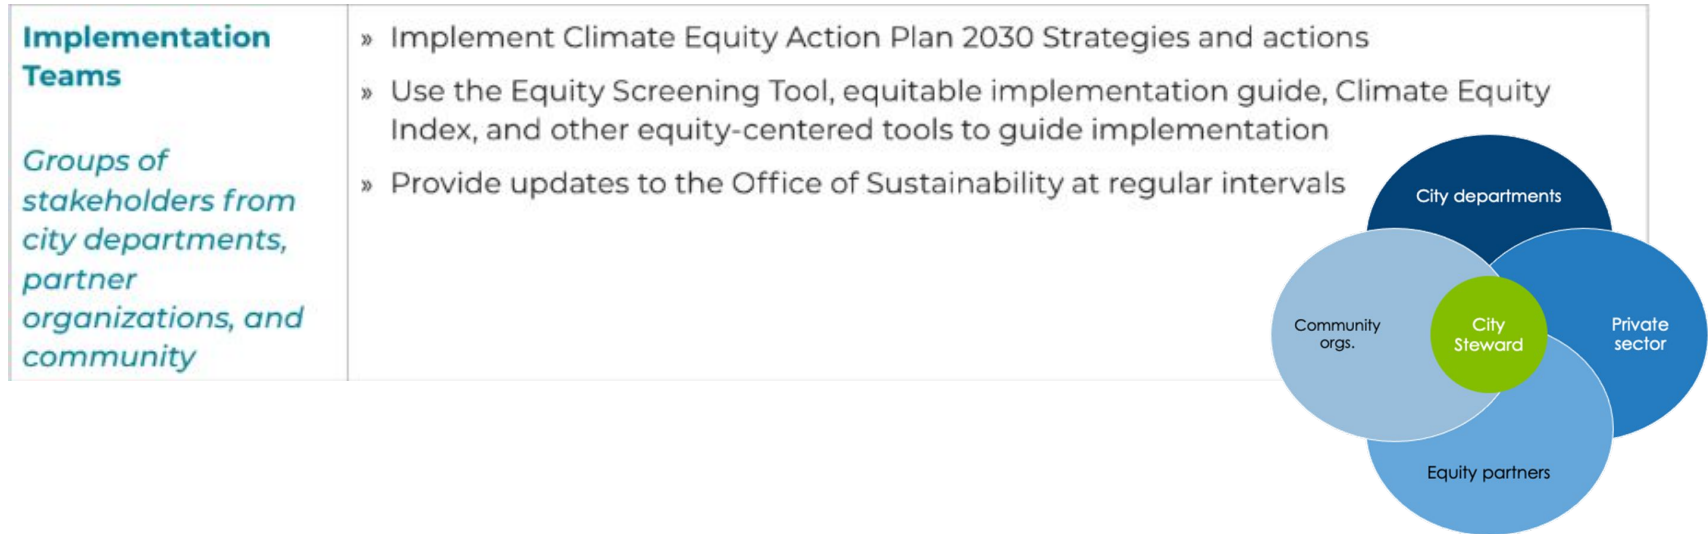 Implementation
Teams
Groups of
stakeholders from
city departments,
partner
organizations, and
community
» Implement Climate Equity Action Plan 2030 Strategies and actions
» Use the Equity Screening Tool, equitable implementation guide, Climate Equity
Index, and other equity-centered tools to guide implementation
» Provide updates to the Office of Sustainability at regular intervals
City departments
Community
orgs.
City
Steward
Private
sector
Equity partners